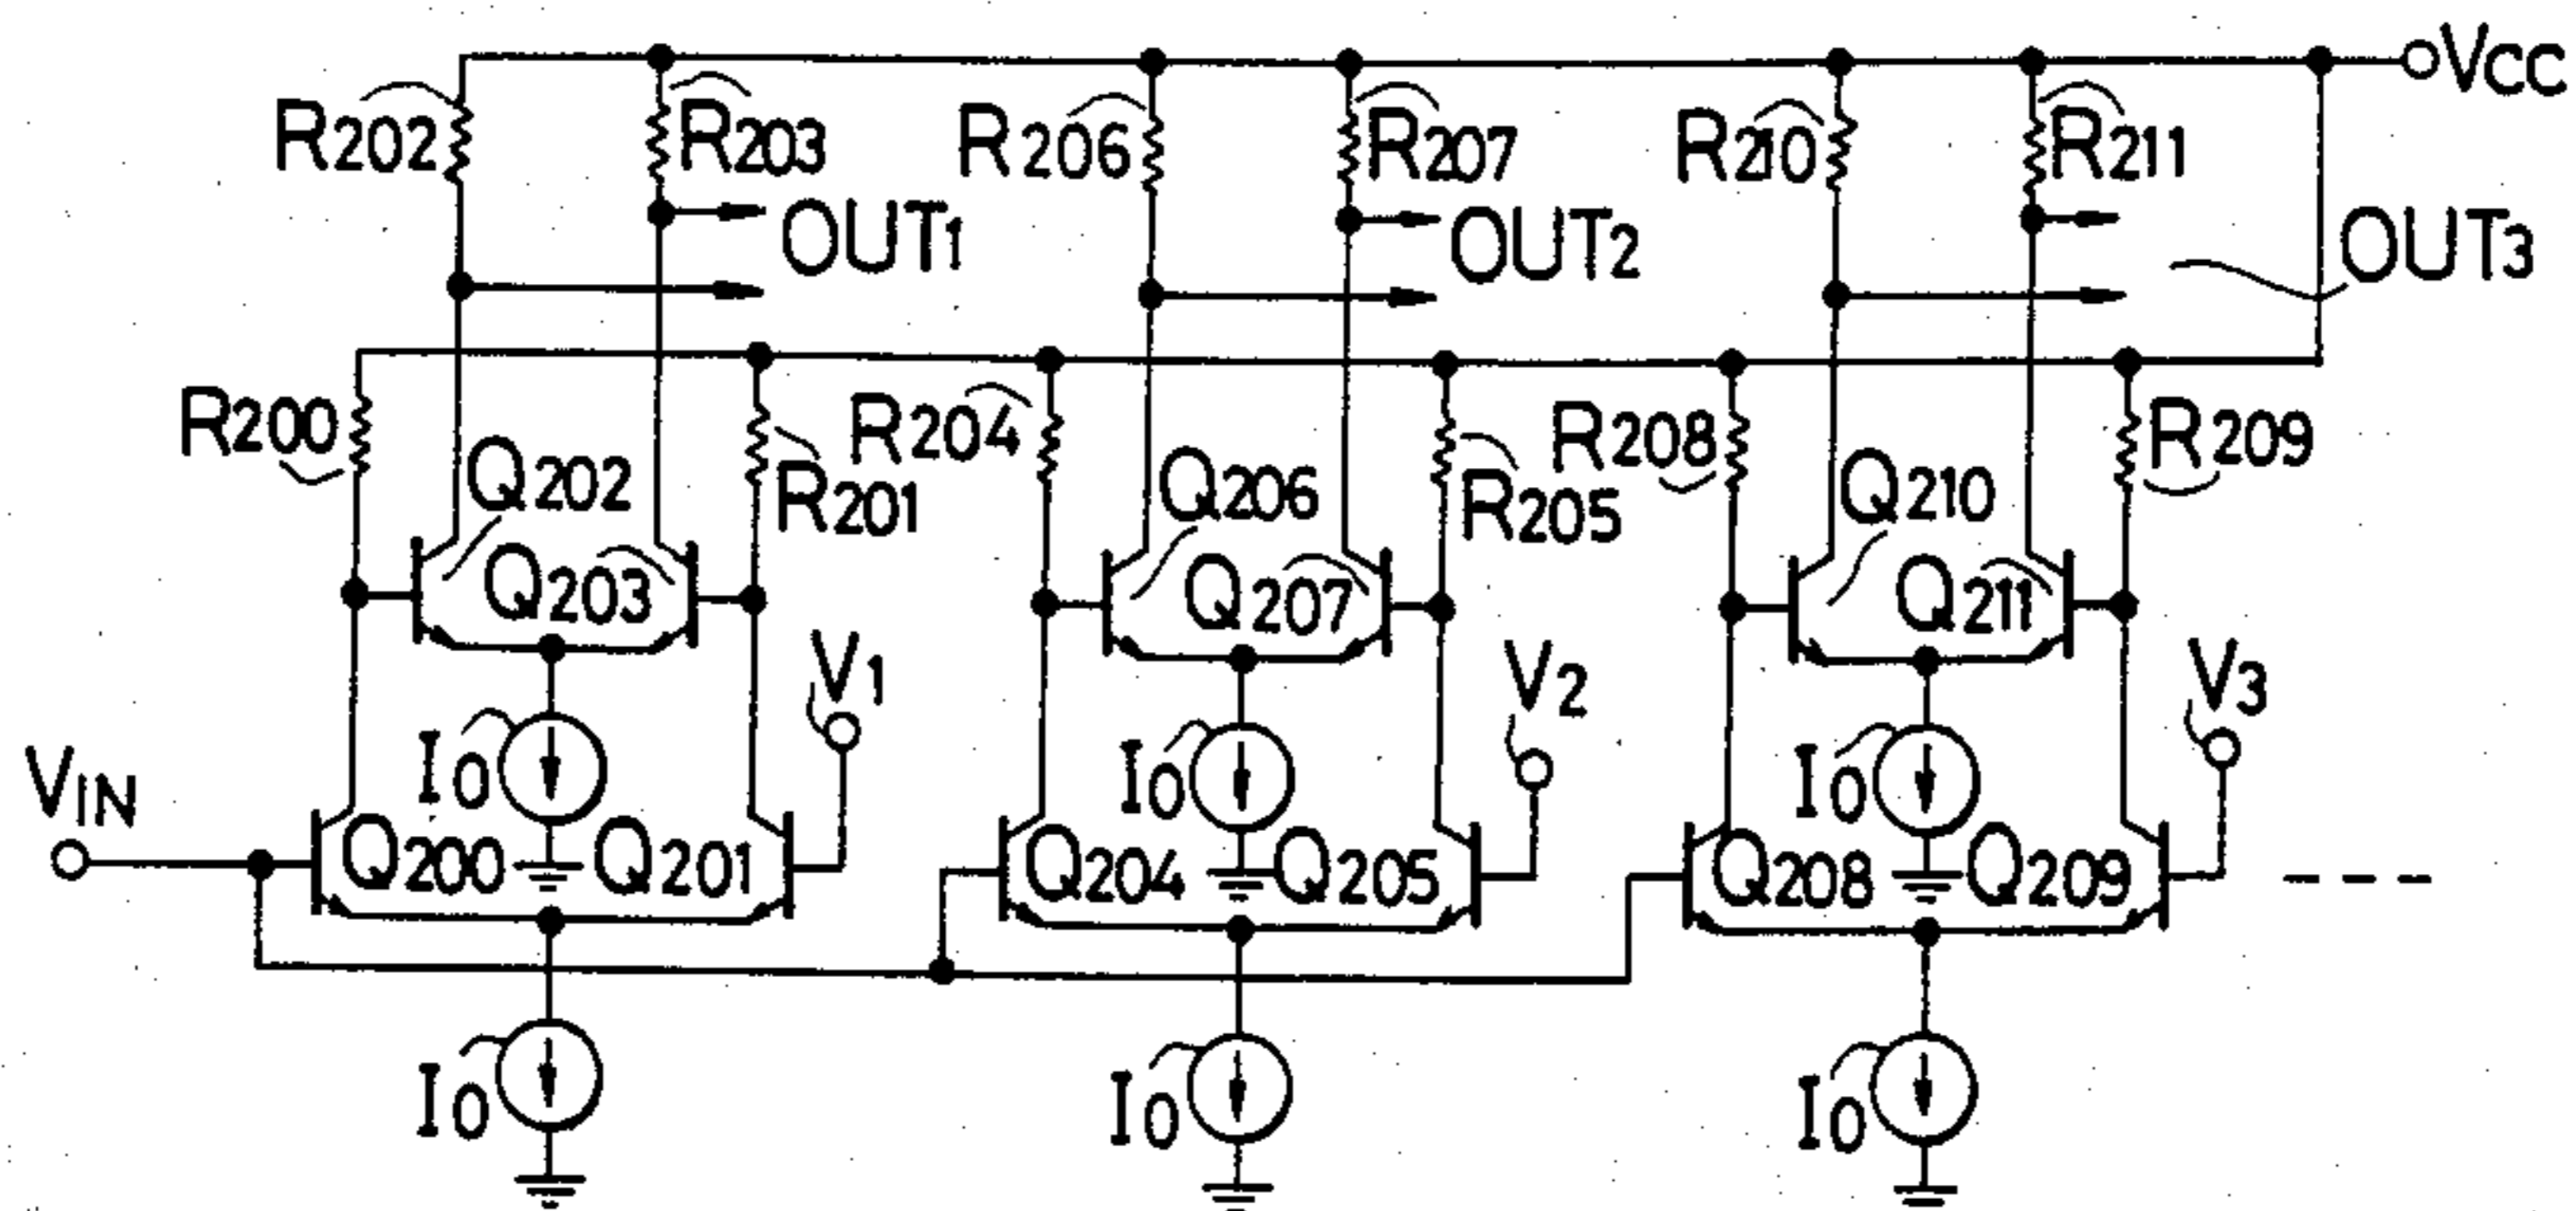 VCC
R202 R203 R206 R207 R210 R211
OUT1 OUT2 OUT3
R200 R201 R204 R205 R208 R209
Q202 Q203 Q206 Q207 Q210 Q211
V1 V2 V3
VIN
I0 I0 I0
Q200 Q201 Q204 Q205 Q208 Q209
I0 I0 I0